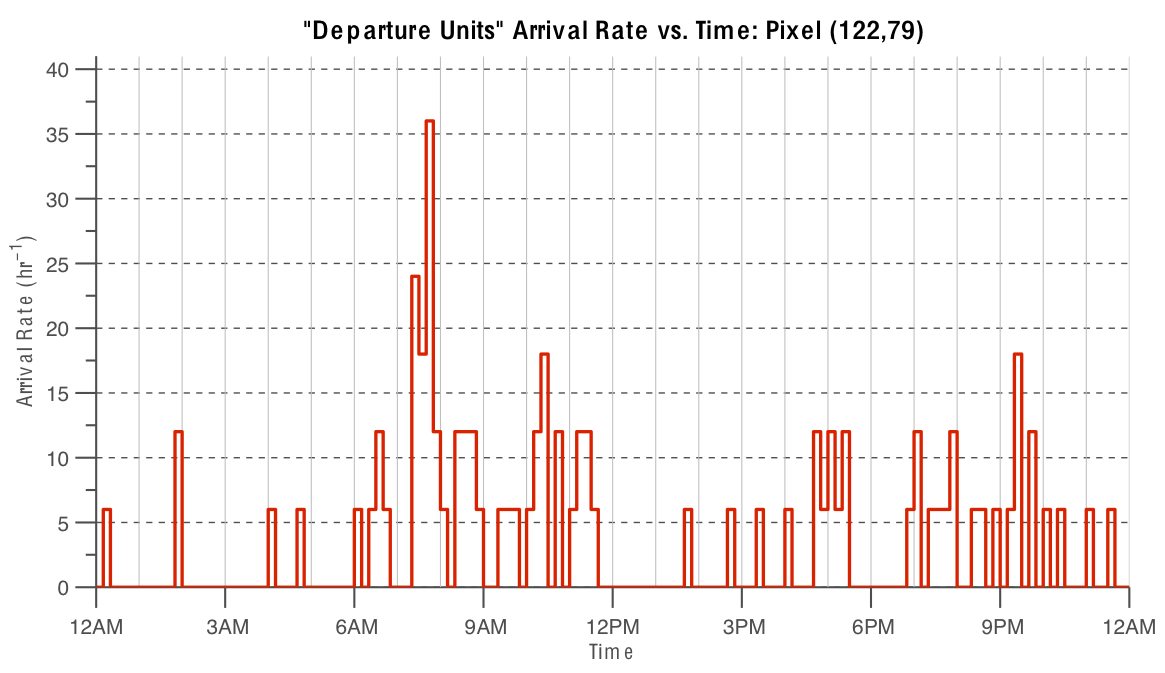 "Departure Units" Arrival Rate vs. Time: Pixel (122,79)
40
35
30
25
20
15
10
5
0
Arrival Rate (hr⁻¹)
12AM 3AM 6AM 9AM 12PM 3PM 6PM 9PM 12AM
Time